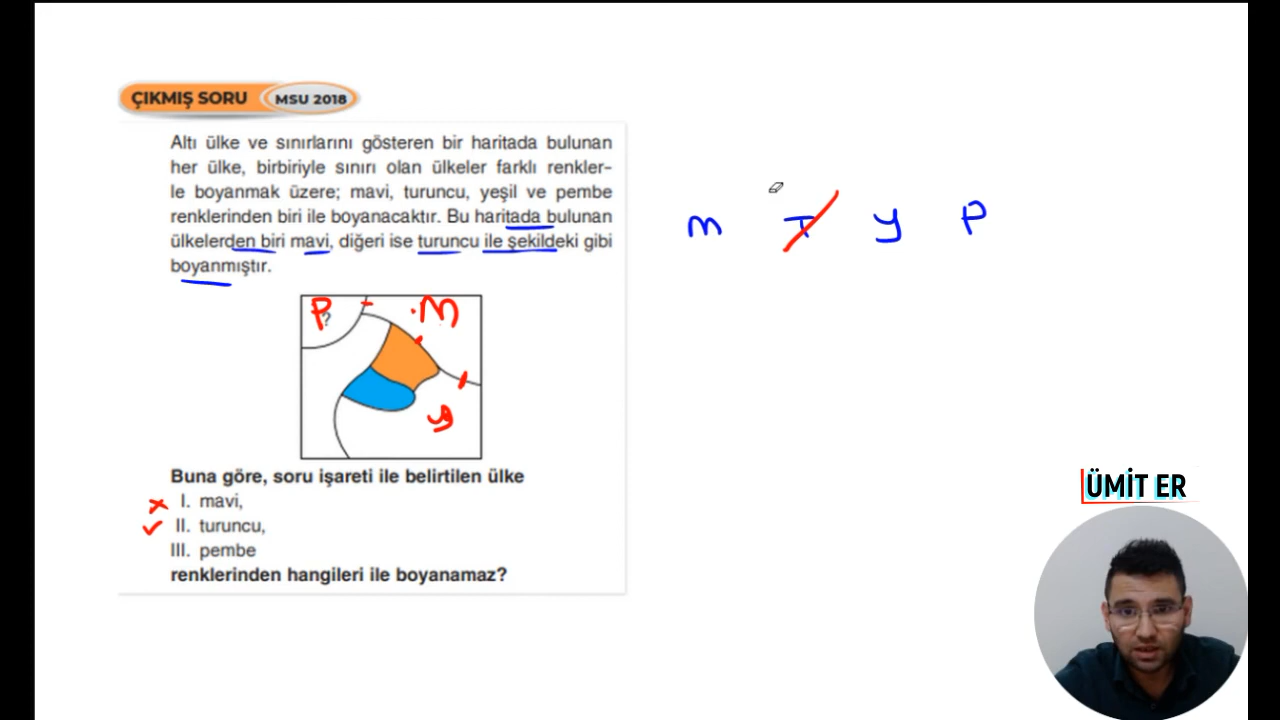 ÇIKMIŞ SORU MSU 2018
Altı ülke ve sınırlarını gösteren bir haritada bulunan
her ülke, birbiriyle sınırı olan ülkeler farklı renkler-
le boyanmak üzere; mavi, turuncu, yeşil ve pembe
renklerinden biri ile boyanacaktır. Bu haritada bulunan
ülkelerden biri mavi, diğeri ise turuncu ile şekildeki gibi
boyanmıştır.
m T y P
P ? M
y
Buna göre, soru işareti ile belirtilen ülke
I. mavi,
II. turuncu,
III. pembe
renklerinden hangileri ile boyanamaz?
ÜMİT ER